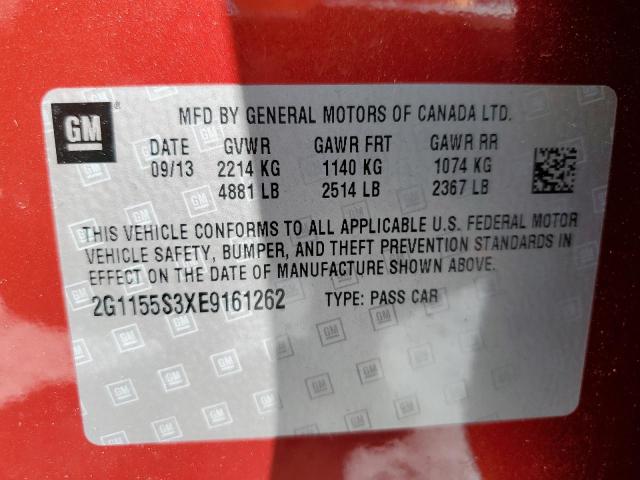 GM
MFD BY GENERAL MOTORS OF CANADA LTD.
DATE GVWR GAWR FRT GAWR RR
09/13 2214 KG 1140 KG 1074 KG
4881 LB 2514 LB 2367 LB
THIS VEHICLE CONFORMS TO ALL APPLICABLE U.S. FEDERAL MOTOR
VEHICLE SAFETY, BUMPER, AND THEFT PREVENTION STANDARDS IN
EFFECT ON THE DATE OF MANUFACTURE SHOWN ABOVE.
2G1155S3XE9161262 TYPE: PASS CAR